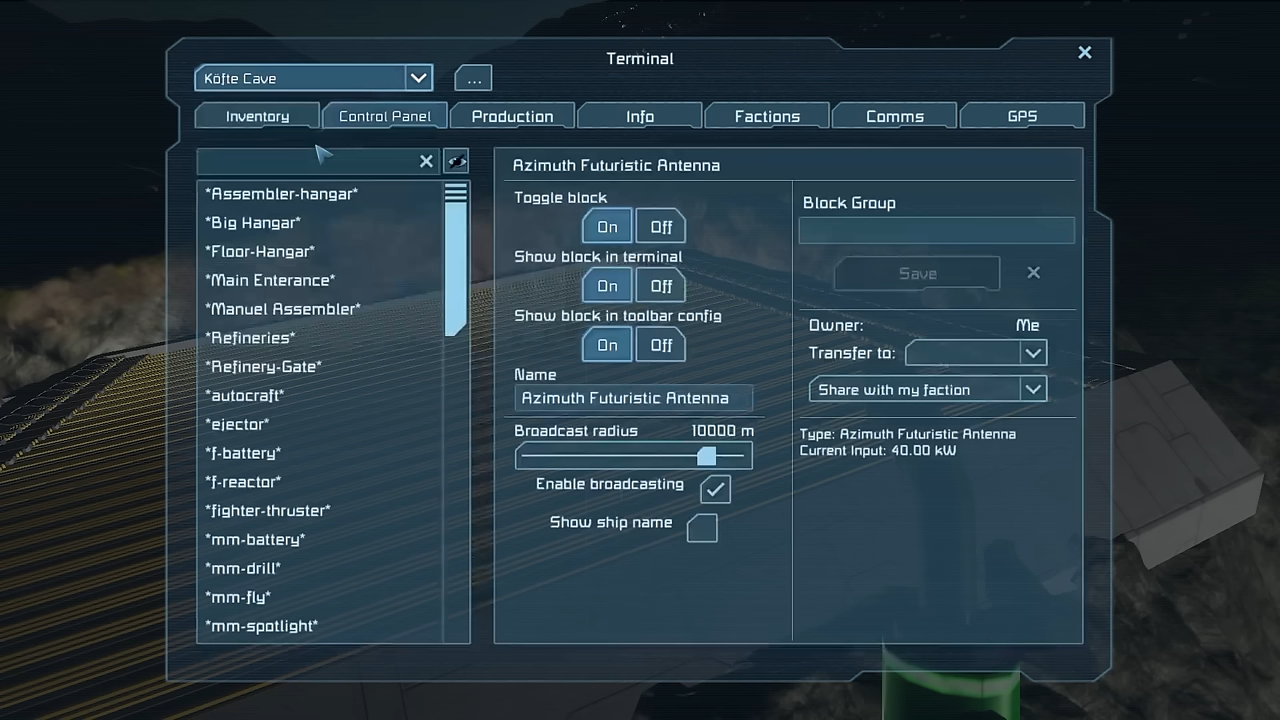 Terminal
Köfte Cave
...
Inventory
Control Panel
Production
Info
Factions
Comms
GPS
*Assembler-hangar*
*Big Hangar*
*Floor-Hangar*
*Main Enterance*
*Manuel Assembler*
*Refineries*
*Refinery-Gate*
*autocraft*
*ejector*
*f-battery*
*f-reactor*
*fighter-thruster*
*mm-battery*
*mm-drill*
*mm-fly*
*mm-spotlight*
Azimuth Futuristic Antenna
Toggle block
On Off
Show block in terminal
On Off
Show block in toolbar config
On Off
Name
Azimuth Futuristic Antenna
Broadcast radius 10000 m
Enable broadcasting
Show ship name
Block Group
Save
Owner: Me
Transfer to:
Share with my faction
Type: Azimuth Futuristic Antenna
Current Input: 40.00 kW